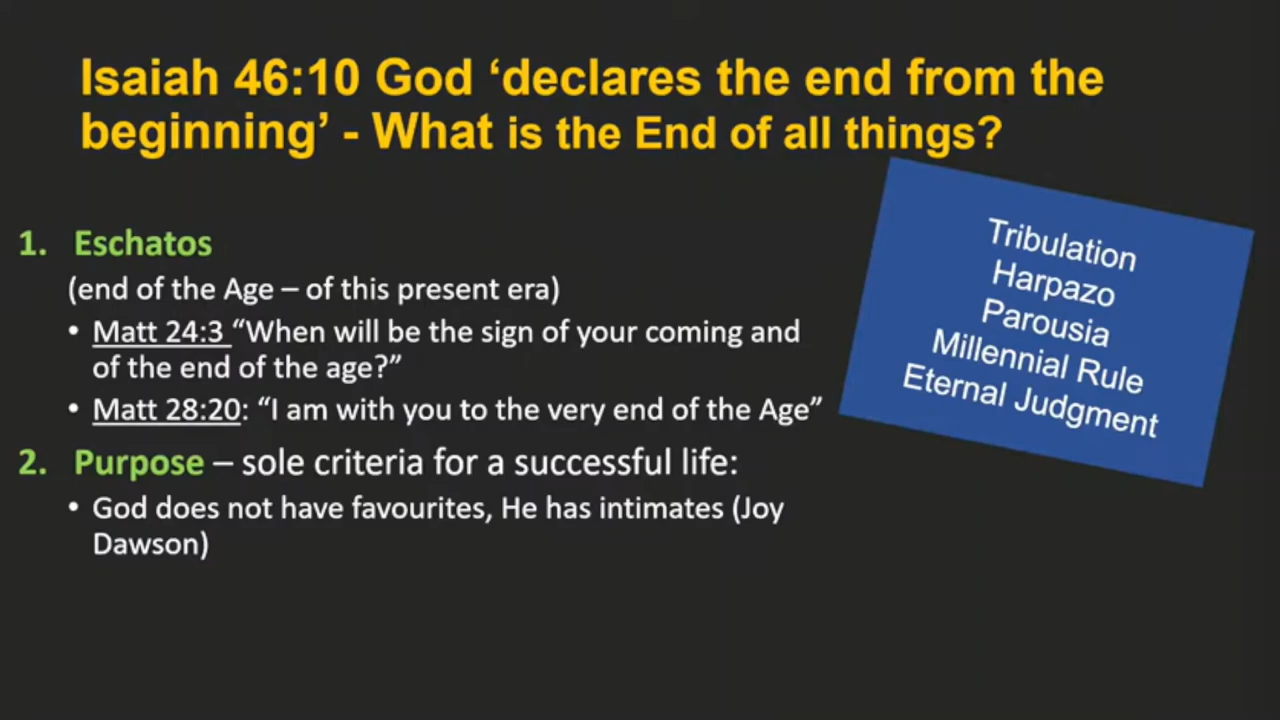 Isaiah 46:10 God ‘declares the end from the
beginning’ - What is the End of all things?
1. Eschatos
(end of the Age – of this present era)
• Matt 24:3 “When will be the sign of your coming and
of the end of the age?”
• Matt 28:20: “I am with you to the very end of the Age”
2. Purpose – sole criteria for a successful life:
• God does not have favourites, He has intimates (Joy
Dawson)
Tribulation
Harpazo
Parousia
Millennial Rule
Eternal Judgment